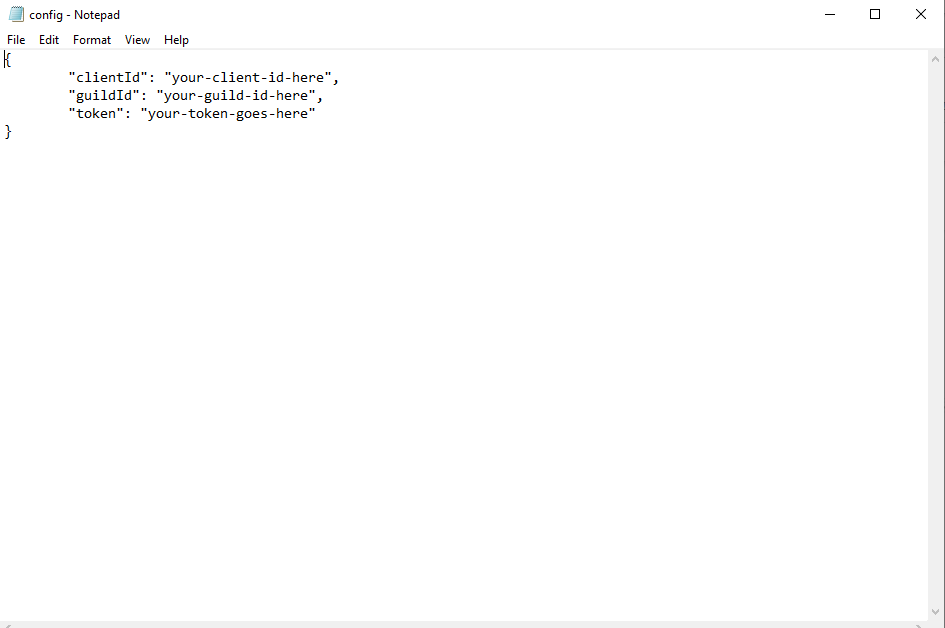 config - Notepad
File Edit Format View Help
{
"clientId": "your-client-id-here",
"guildId": "your-guild-id-here",
"token": "your-token-goes-here"
}